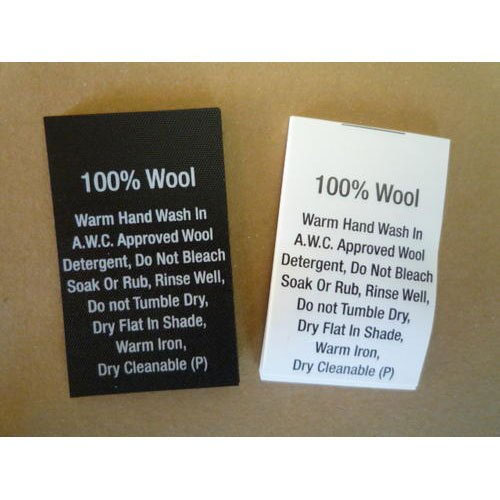 100% Wool
Warm Hand Wash In
A.W.C. Approved Wool
Detergent, Do Not Bleach
Soak Or Rub, Rinse Well,
Do not Tumble Dry,
Dry Flat In Shade,
Warm Iron,
Dry Cleanable (P)
100% Wool
Warm Hand Wash In
A.W.C. Approved Wool
Detergent, Do Not Bleach
Soak Or Rub, Rinse Well,
Do not Tumble Dry,
Dry Flat In Shade,
Warm Iron,
Dry Cleanable (P)